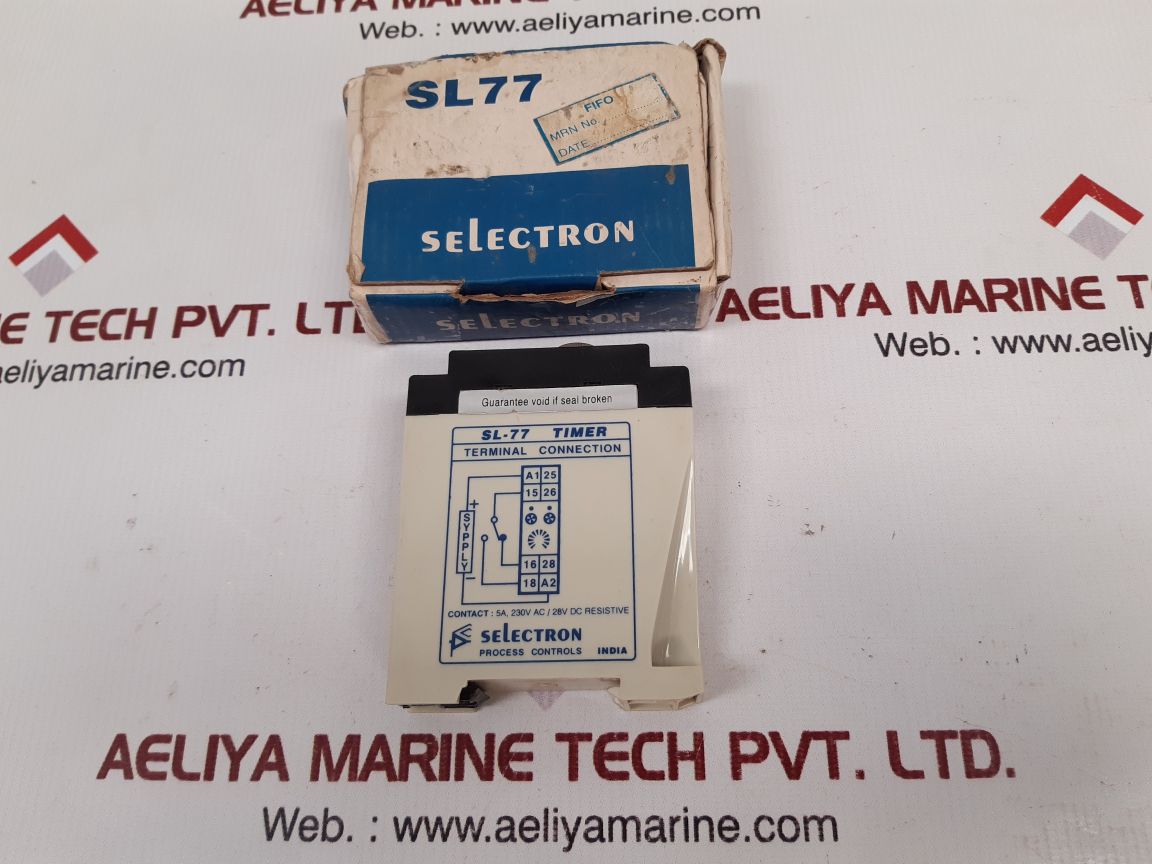 AELIYA MARINE
Web. : www.aeliyamarine.com
SL77
FIFO
MRN No.
DATE
SELECTRON
SELECTRON
INE TECH PVT. LTD
aeliyamarine.com
AELIYA MARINE T
Web. : www.aeliy
Guarantee void if seal broken
SL-77 TIMER
TERMINAL CONNECTION
A1 25
15 26
+
SYPPLY
-
16 28
18 A2
CONTACT : 5A, 230V AC / 28V DC RESISTIVE
SELECTRON
PROCESS CONTROLS INDIA
AELIYA MARINE TECH PVT. LTD.
Web. : www.aeliyamarine.com